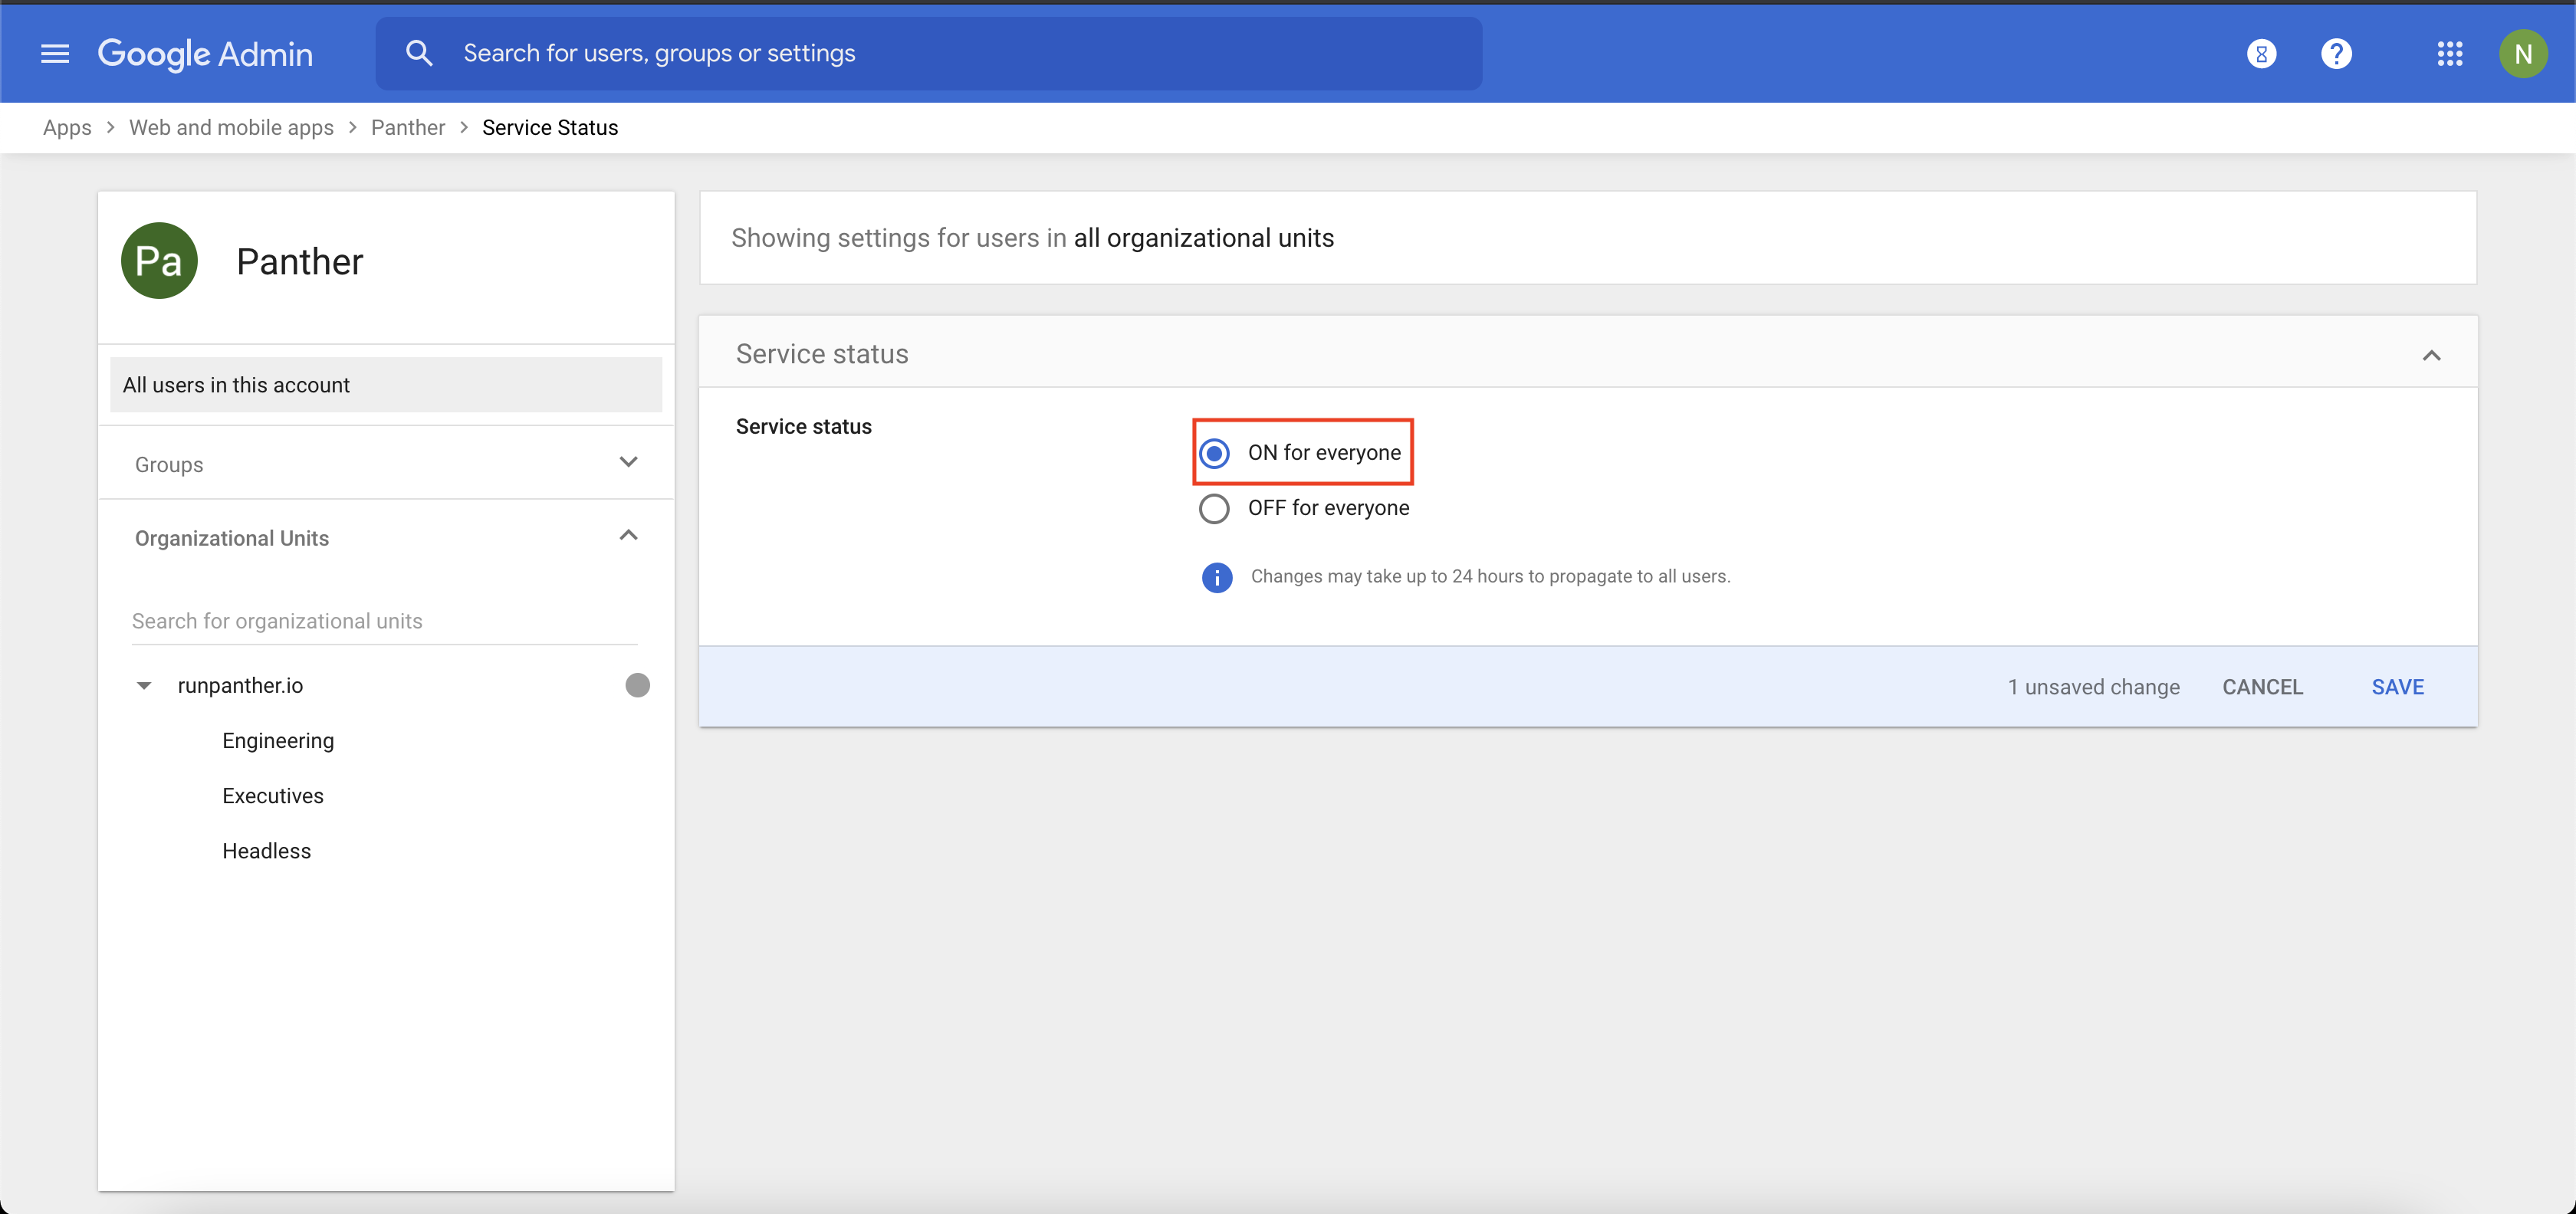 Google Admin
Search for users, groups or settings
N
Apps > Web and mobile apps > Panther > Service Status
Pa
Panther
All users in this account
Groups
Organizational Units
Search for organizational units
runpanther.io
Engineering
Executives
Headless
Showing settings for users in all organizational units
Service status
Service status
ON for everyone
OFF for everyone
Changes may take up to 24 hours to propagate to all users.
1 unsaved change CANCEL SAVE